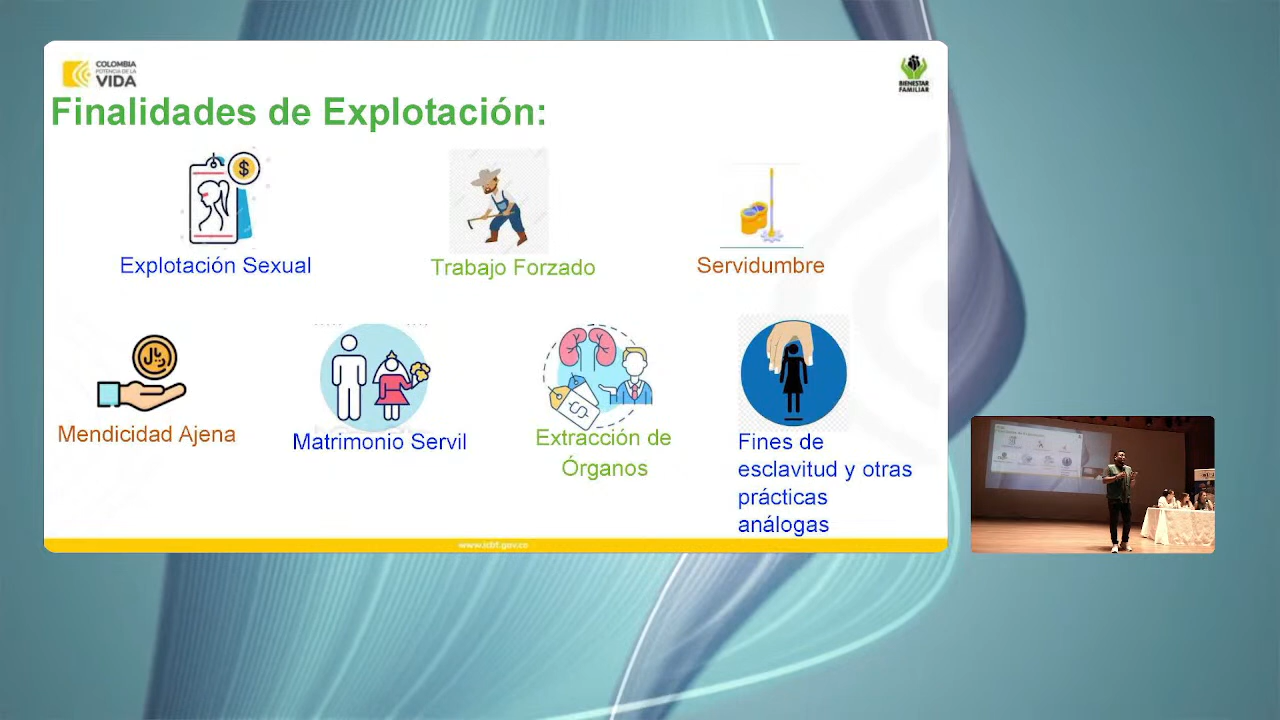 COLOMBIA
POTENCIA DE LA
VIDA
BIENESTAR
FAMILIAR
Finalidades de Explotación:
$
Explotación Sexual
Trabajo Forzado
Servidumbre
Mendicidad Ajena
Matrimonio Servil
Extracción de
Órganos
Fines de
esclavitud y otras
prácticas
análogas
www.icbf.gov.co